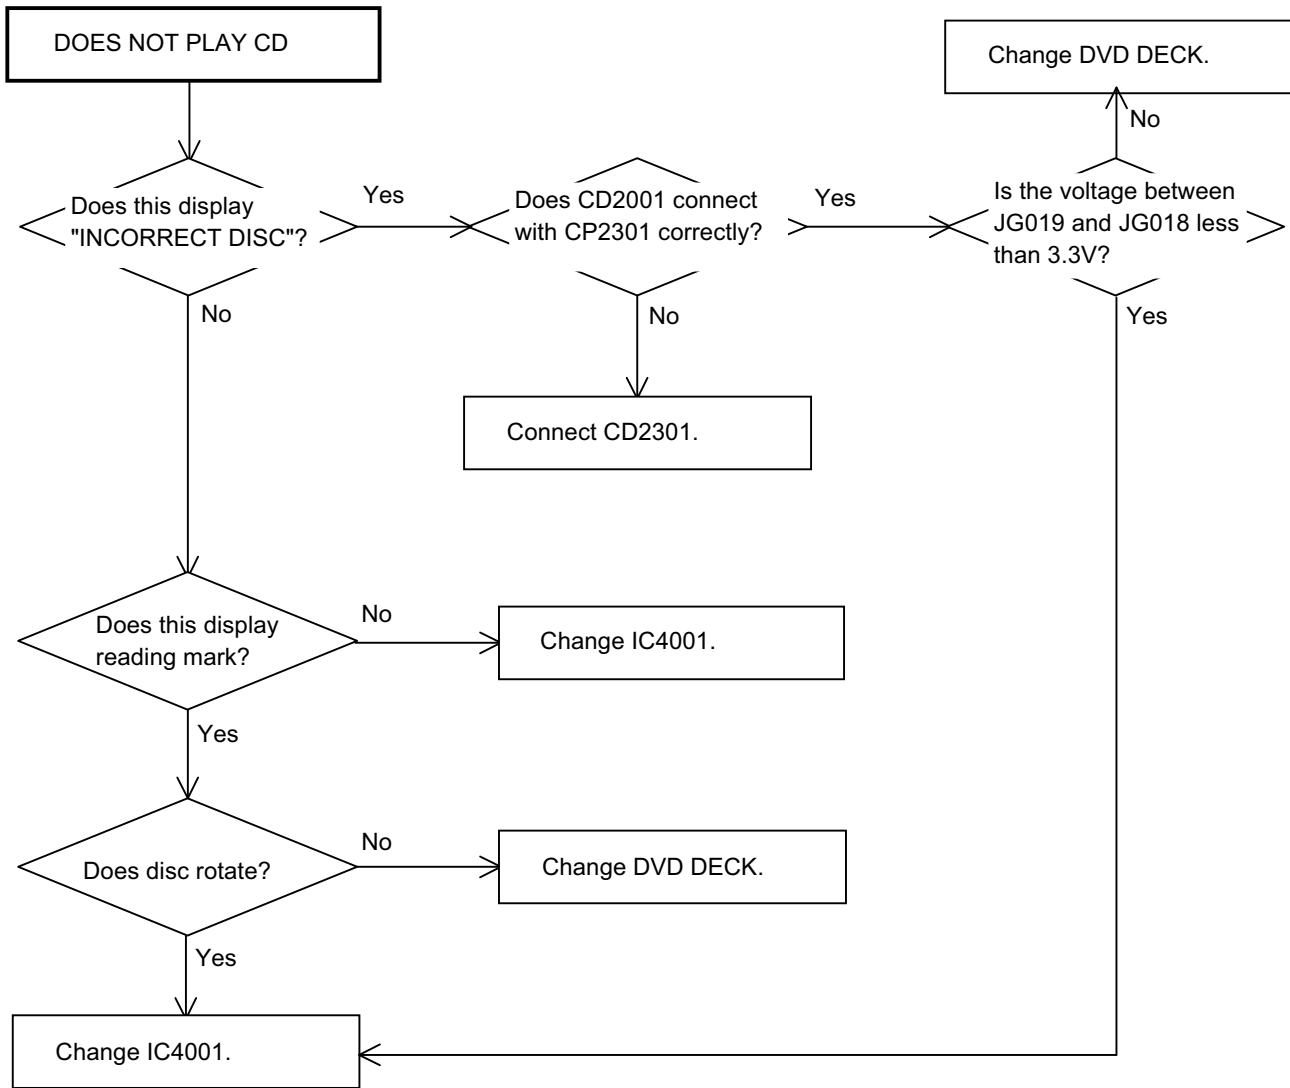 DOES NOT PLAY CD
Change DVD DECK.
No
Does this display
"INCORRECT DISC"?
Yes
Does CD2001 connect
with CP2301 correctly?
Yes
Is the voltage between
JG019 and JG018 less
than 3.3V?
No
No
Yes
Connect CD2301.
Does this display
reading mark?
No
Change IC4001.
Yes
Does disc rotate?
No
Change DVD DECK.
Yes
Change IC4001.